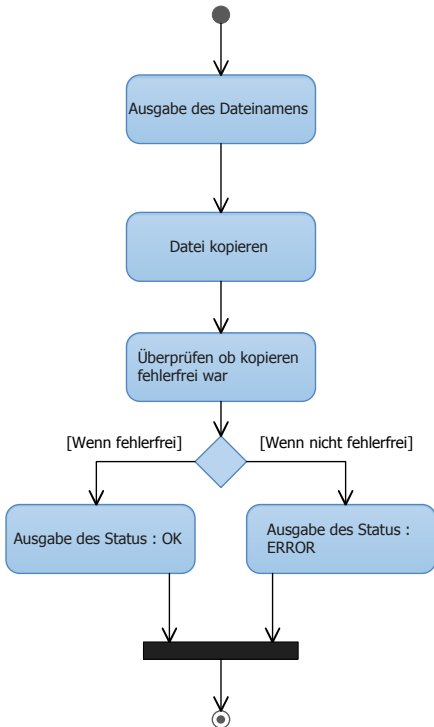 Ausgabe des Dateinamens
Datei kopieren
Überprüfen ob kopieren
fehlerfrei war
[Wenn fehlerfrei]
[Wenn nicht fehlerfrei]
Ausgabe des Status : OK
Ausgabe des Status :
ERROR